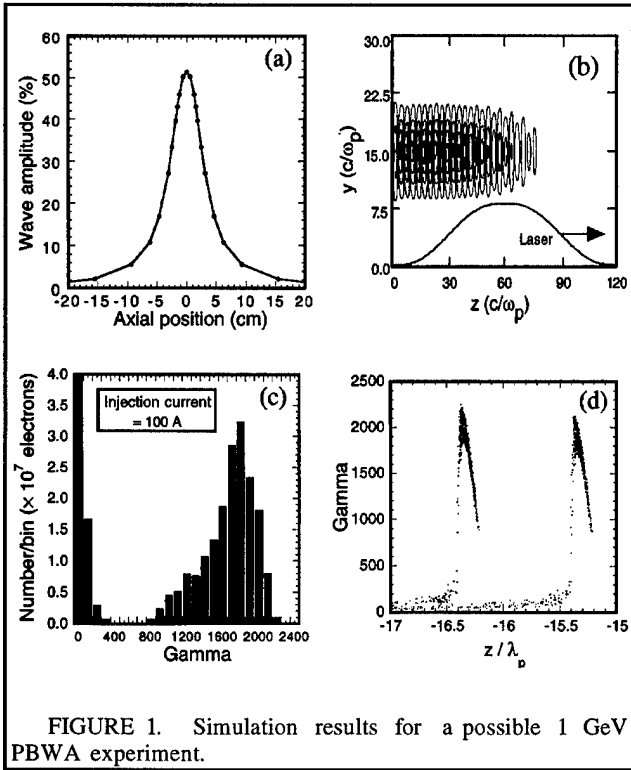 (a)
Wave amplitude (%)
60
50
40
30
20
10
0
-20 -15 -10 -5 0 5 10 15 20
Axial position (cm)
(b)
y (c/ωp)
30.0
22.5
15.0
7.5
0.0
Laser
0 30 60 90 120
z (c/ωp)
(c)
Number/bin (× 10⁷ electrons)
4.0
3.5
3.0
2.5
2.0
1.5
1.0
0.5
0.0
Injection current
= 100 A
0 400 800 1200 1600 2000 2400
Gamma
(d)
Gamma
2500
2000
1500
1000
500
0
-17 -16.5 -16 -15.5 -15
z / λp
FIGURE 1. Simulation results for a possible 1 GeV
PBWA experiment.